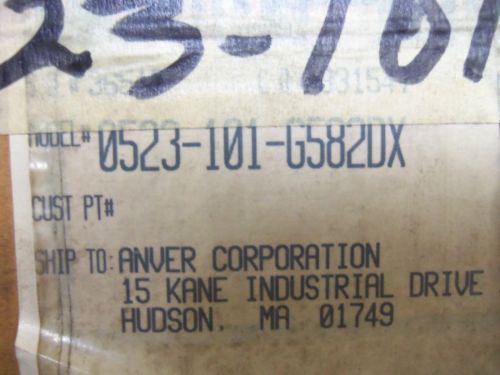 23-101
MODEL# 0523-101-G582DX
CUST PT#
SHIP TO: ANVER CORPORATION
15 KANE INDUSTRIAL DRIVE
HUDSON, MA 01749